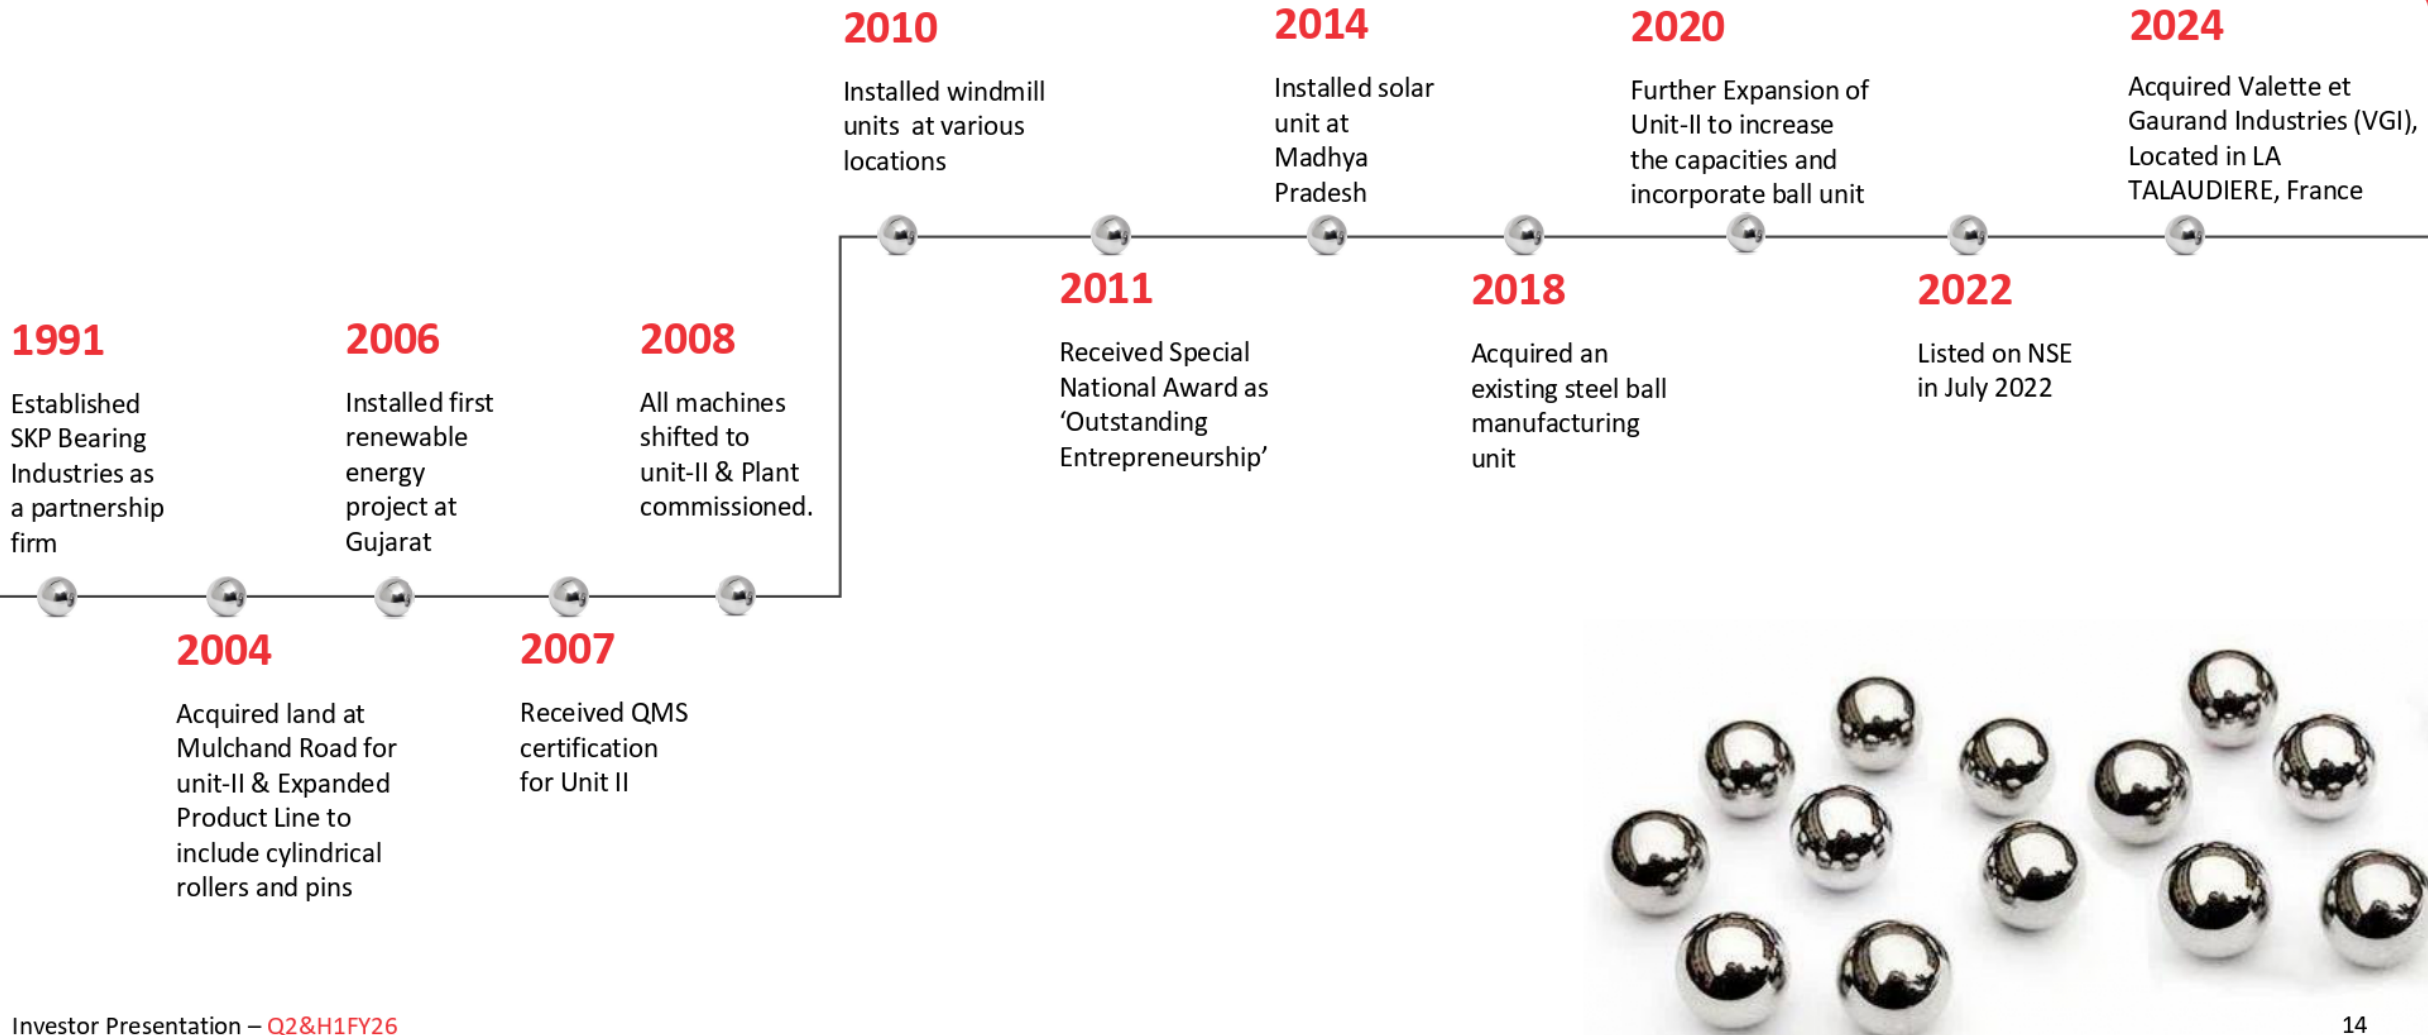 1991
Established
SKP Bearing
Industries as
a partnership
firm
2004
Acquired land at
Mulchand Road for
unit-II & Expanded
Product Line to
include cylindrical
rollers and pins
2006
Installed first
renewable
energy
project at
Gujarat
2007
Received QMS
certification
for Unit II
2008
All machines
shifted to
unit-II & Plant
commissioned.
2010
Installed windmill
units at various
locations
2011
Received Special
National Award as
‘Outstanding
Entrepreneurship’
2014
Installed solar
unit at
Madhya
Pradesh
2018
Acquired an
existing steel ball
manufacturing
unit
2020
Further Expansion of
Unit-II to increase
the capacities and
incorporate ball unit
2022
Listed on NSE
in July 2022
2024
Acquired Valette et
Gaurand Industries (VGI),
Located in LA
TALAUDIERE, France
Investor Presentation – Q2&H1FY26
14